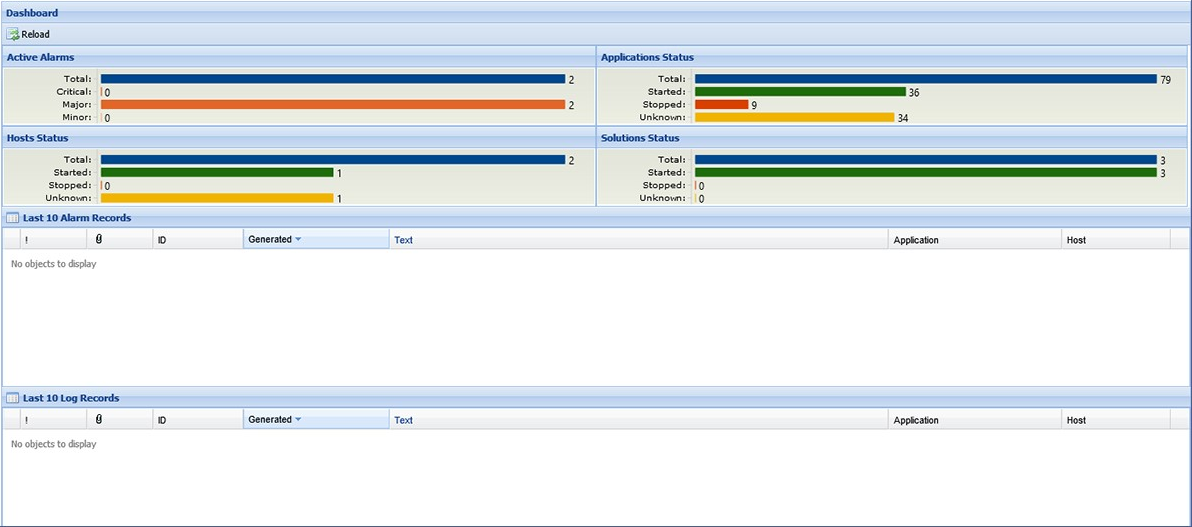 Dashboard
Reload
Active Alarms
Total: 2
Critical: 0
Major: 2
Minor: 0
Applications Status
Total: 79
Started: 36
Stopped: 9
Unknown: 34
Hosts Status
Total: 2
Started: 1
Stopped: 0
Unknown: 1
Solutions Status
Total: 3
Started: 3
Stopped: 0
Unknown: 0
Last 10 Alarm Records
! ID Generated Text Application Host
No objects to display
Last 10 Log Records
! ID Generated Text Application Host
No objects to display